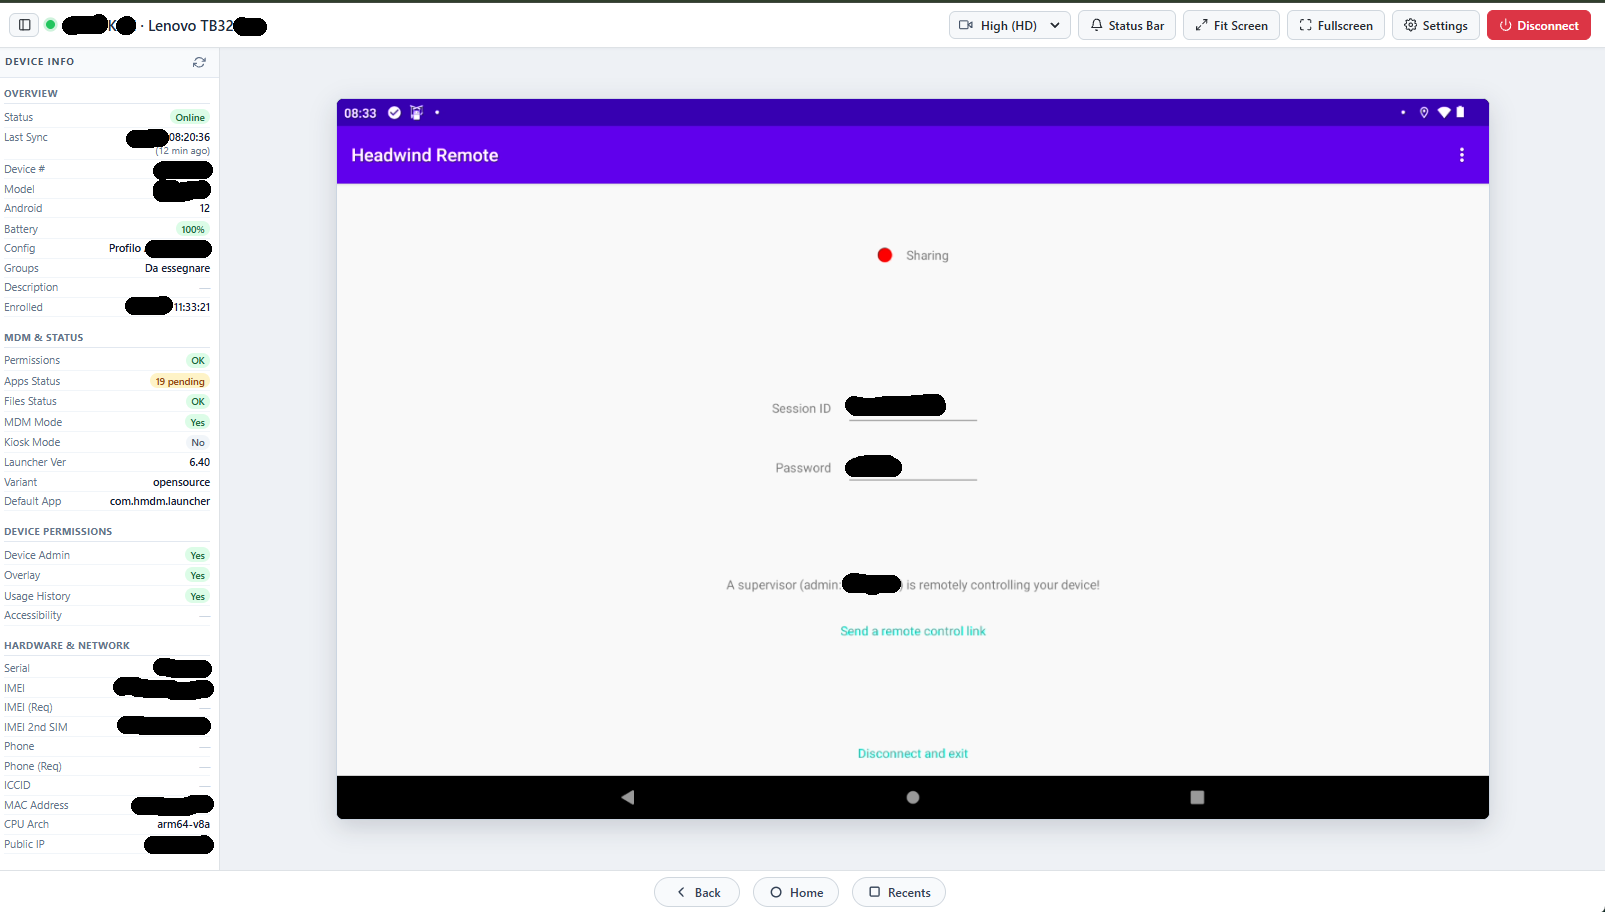 K · Lenovo TB32
High (HD)
Status Bar
Fit Screen
Fullscreen
Settings
Disconnect
DEVICE INFO
OVERVIEW
Status Online
Last Sync 08:20:36
(12 min ago)
Device #
Model
Android 12
Battery 100%
Config Profilo
Groups Da essegnare
Description —
Enrolled 11:33:21
MDM & STATUS
Permissions OK
Apps Status 19 pending
Files Status OK
MDM Mode Yes
Kiosk Mode No
Launcher Ver 6.40
Variant opensource
Default App com.hmdm.launcher
DEVICE PERMISSIONS
Device Admin Yes
Overlay Yes
Usage History Yes
Accessibility —
HARDWARE & NETWORK
Serial
IMEI
IMEI (Req) —
IMEI 2nd SIM
Phone —
Phone (Req) —
ICCID —
MAC Address
CPU Arch arm64-v8a
Public IP
08:33
Headwind Remote
Sharing
Session ID
Password
A supervisor (admin: ) is remotely controlling your device!
Send a remote control link
Disconnect and exit
Back
Home
Recents